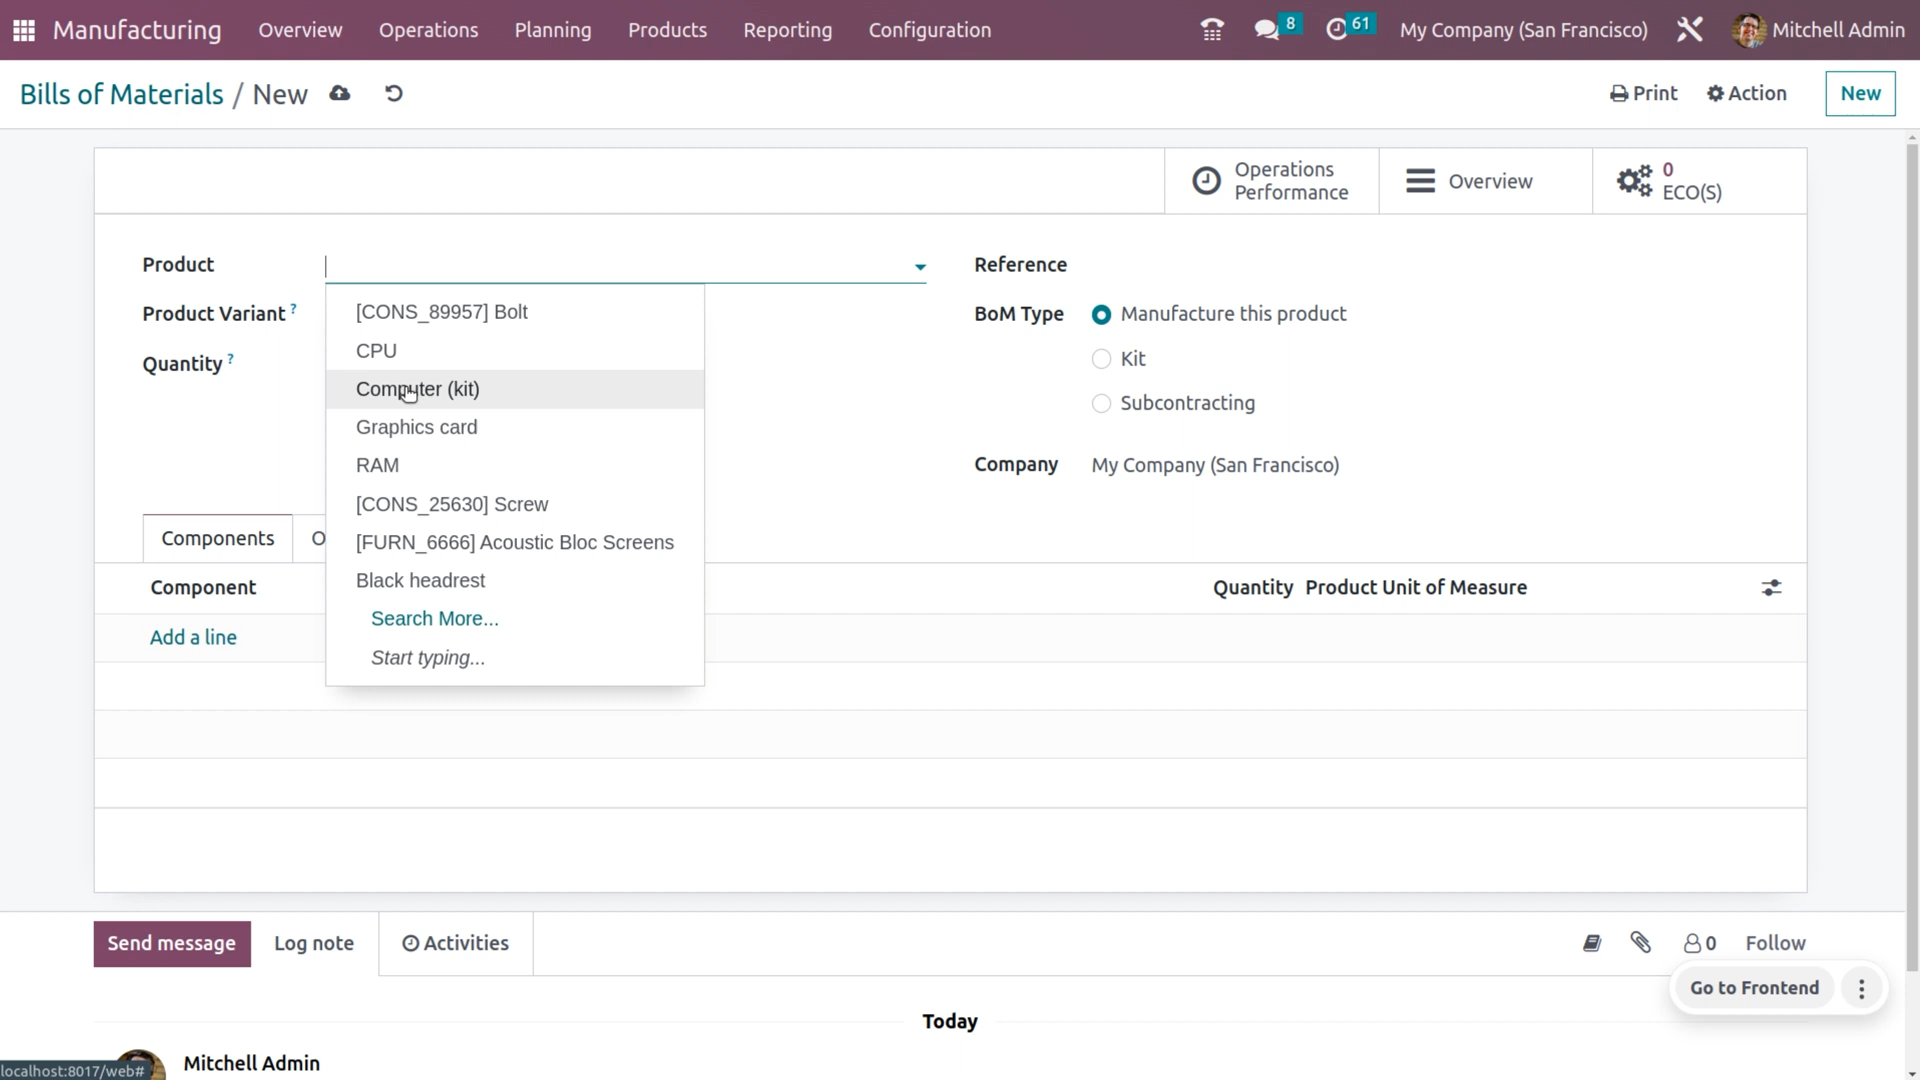 Manufacturing Overview Operations Planning Products Reporting Configuration 8 61 My Company (San Francisco) Mitchell Admin
Bills of Materials / New Print Action New
Operations
Performance
Overview
0
ECO(S)
Product
Product Variant ?
Quantity ?
[CONS_89957] Bolt
CPU
Computer (kit)
Graphics card
RAM
[CONS_25630] Screw
[FURN_6666] Acoustic Bloc Screens
Black headrest
Search More...
Start typing...
Reference
BoM Type Manufacture this product
Kit
Subcontracting
Company My Company (San Francisco)
Components O
Component Quantity Product Unit of Measure
Add a line
Send message Log note Activities 0 Follow
Go to Frontend
Today
Mitchell Admin
localhost:8017/web#